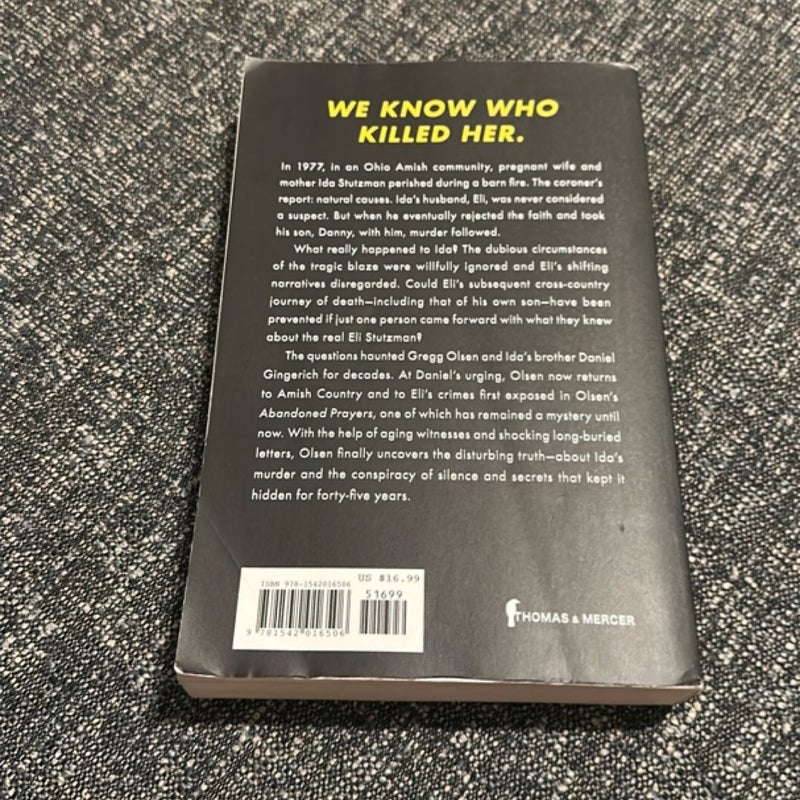 WE KNOW WHO
KILLED HER.
In 1977, in an Ohio Amish community, pregnant wife and
mother Ida Stutzman perished during a barn fire. The coroner's
report: natural causes. Ida's husband, Eli, was never considered
a suspect. But when he eventually rejected the faith and took
his son, Danny, with him, murder followed.
What really happened to Ida? The dubious circumstances
of the tragic blaze were willfully ignored and Eli's shifting
narratives disregarded. Could Eli's subsequent cross-country
journey of death—including that of his own son—have been
prevented if just one person came forward with what they knew
about the real Eli Stutzman?
The questions haunted Gregg Olsen and Ida's brother Daniel
Gingerich for decades. At Daniel's urging, Olsen now returns
to Amish Country and to Eli's crimes first exposed in Olsen's
Abandoned Prayers, one of which has remained a mystery until
now. With the help of aging witnesses and shocking long-buried
letters, Olsen finally uncovers the disturbing truth—about Ida's
murder and the conspiracy of silence and secrets that kept it
hidden for forty-five years.
ISBN 978-1542016506
US $16.99
51699
9 781542 016506
THOMAS & MERCER